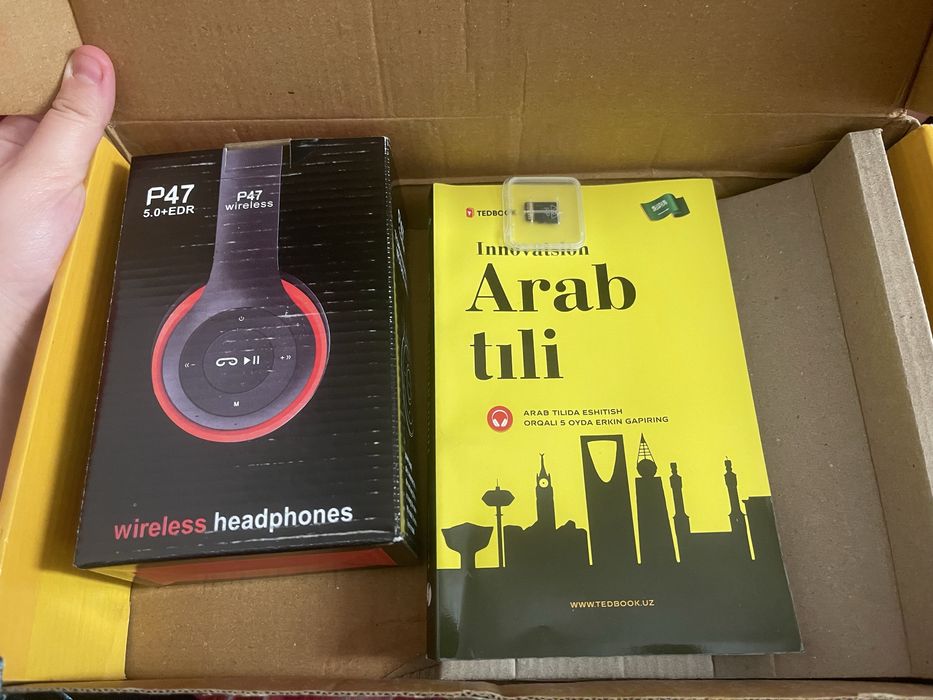 P47
5.0+EDR
P47
wireless
M
wireless headphones
TEDBOOK
Innovatsion
Arab
tılı
ARAB TILIDA ESHITISH
ORQALI 5 OYDA ERKIN GAPIRING
WWW.TEDBOOK.UZ